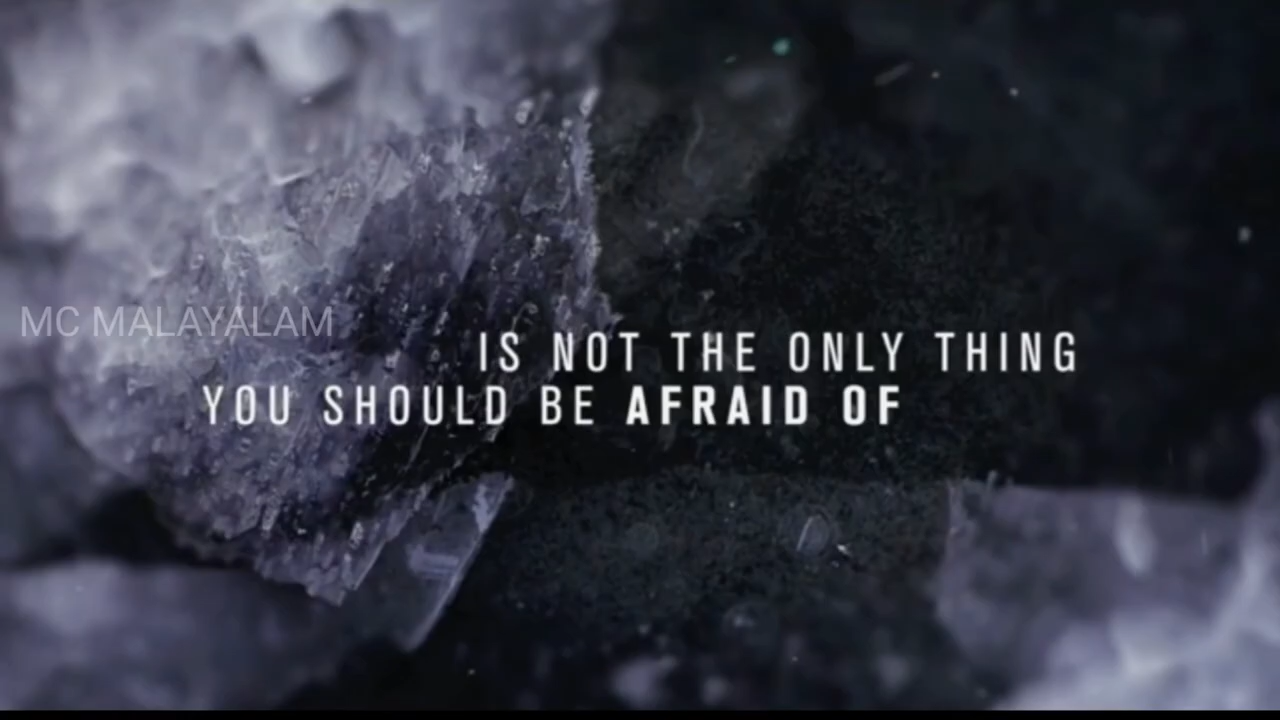 MC MALAYALAM
IS NOT THE ONLY THING
YOU SHOULD BE AFRAID OF